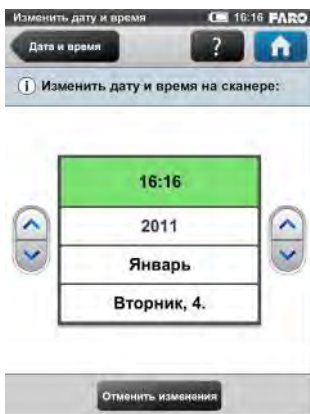 Изменить дату и время 16:16 FARO
Дата и время ?
i Изменить дату и время на сканере:
16:16
2011
Январь
Вторник, 4.
Отменить изменения